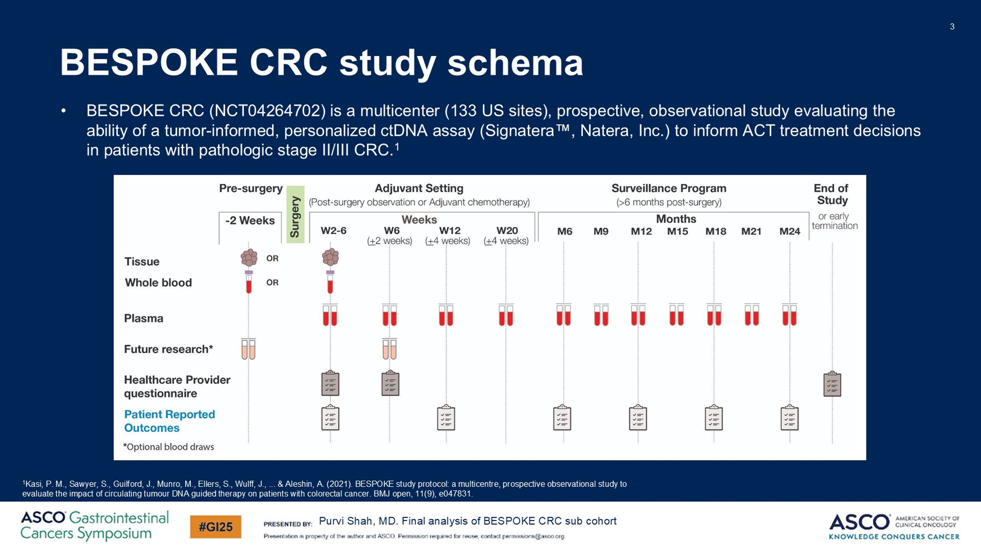 3
BESPOKE CRC study schema
• BESPOKE CRC (NCT04264702) is a multicenter (133 US sites), prospective, observational study evaluating the
ability of a tumor-informed, personalized ctDNA assay (Signatera™, Natera, Inc.) to inform ACT treatment decisions
in patients with pathologic stage II/III CRC.¹
Pre-surgery
Surgery
Adjuvant Setting
(Post-surgery observation or Adjuvant chemotherapy)
Surveillance Program
(>6 months post-surgery)
End of
Study
or early
termination
-2 Weeks
Weeks
Months
W2-6
W6
(±2 weeks)
W12
(±4 weeks)
W20
(±4 weeks)
M6 M9 M12 M15 M18 M21 M24
Tissue OR
Whole blood OR
Plasma
Future research*
Healthcare Provider
questionnaire
Patient Reported
Outcomes
*Optional blood draws
¹Kasi, P. M., Sawyer, S., Guilford, J., Munro, M., Ellers, S., Wulff, J., ... & Aleshin, A. (2021). BESPOKE study protocol: a multicentre, prospective observational study to
evaluate the impact of circulating tumour DNA guided therapy on patients with colorectal cancer. BMJ open, 11(9), e047831.
ASCO Gastrointestinal
Cancers Symposium
#GI25
PRESENTED BY: Purvi Shah, MD. Final analysis of BESPOKE CRC sub cohort
Presentation is property of the author and ASCO. Permission required for reuse; contact permissions@asco.org.
ASCO AMERICAN SOCIETY OF
CLINICAL ONCOLOGY
KNOWLEDGE CONQUERS CANCER